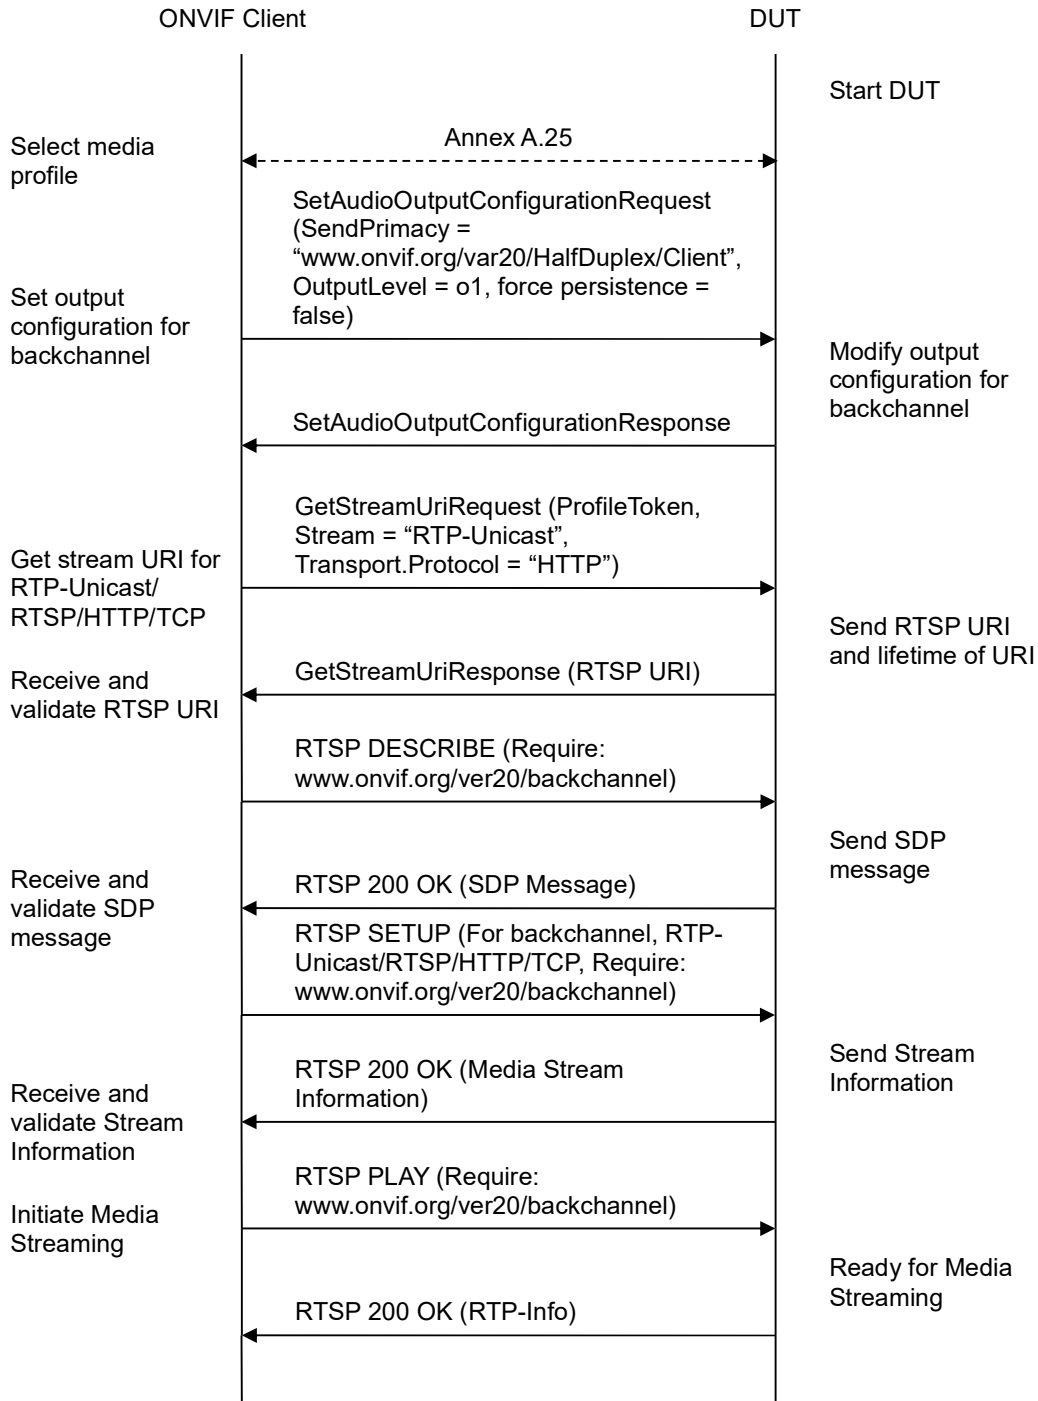 ONVIF Client
DUT
Start DUT
Annex A.25
Select media
profile
SetAudioOutputConfigurationRequest
(SendPrimacy =
“www.onvif.org/var20/HalfDuplex/Client”,
OutputLevel = o1, force persistence =
false)
Set output
configuration for
backchannel
Modify output
configuration for
backchannel
SetAudioOutputConfigurationResponse
GetStreamUriRequest (ProfileToken,
Stream = “RTP-Unicast”,
Transport.Protocol = “HTTP”)
Get stream URI for
RTP-Unicast/
RTSP/HTTP/TCP
Send RTSP URI
and lifetime of URI
GetStreamUriResponse (RTSP URI)
Receive and
validate RTSP URI
RTSP DESCRIBE (Require:
www.onvif.org/ver20/backchannel)
Send SDP
message
Receive and
validate SDP
message
RTSP 200 OK (SDP Message)
RTSP SETUP (For backchannel, RTP-
Unicast/RTSP/HTTP/TCP, Require:
www.onvif.org/ver20/backchannel)
Send Stream
Information
RTSP 200 OK (Media Stream
Information)
Receive and
validate Stream
Information
RTSP PLAY (Require:
www.onvif.org/ver20/backchannel)
Initiate Media
Streaming
Ready for Media
Streaming
RTSP 200 OK (RTP-Info)